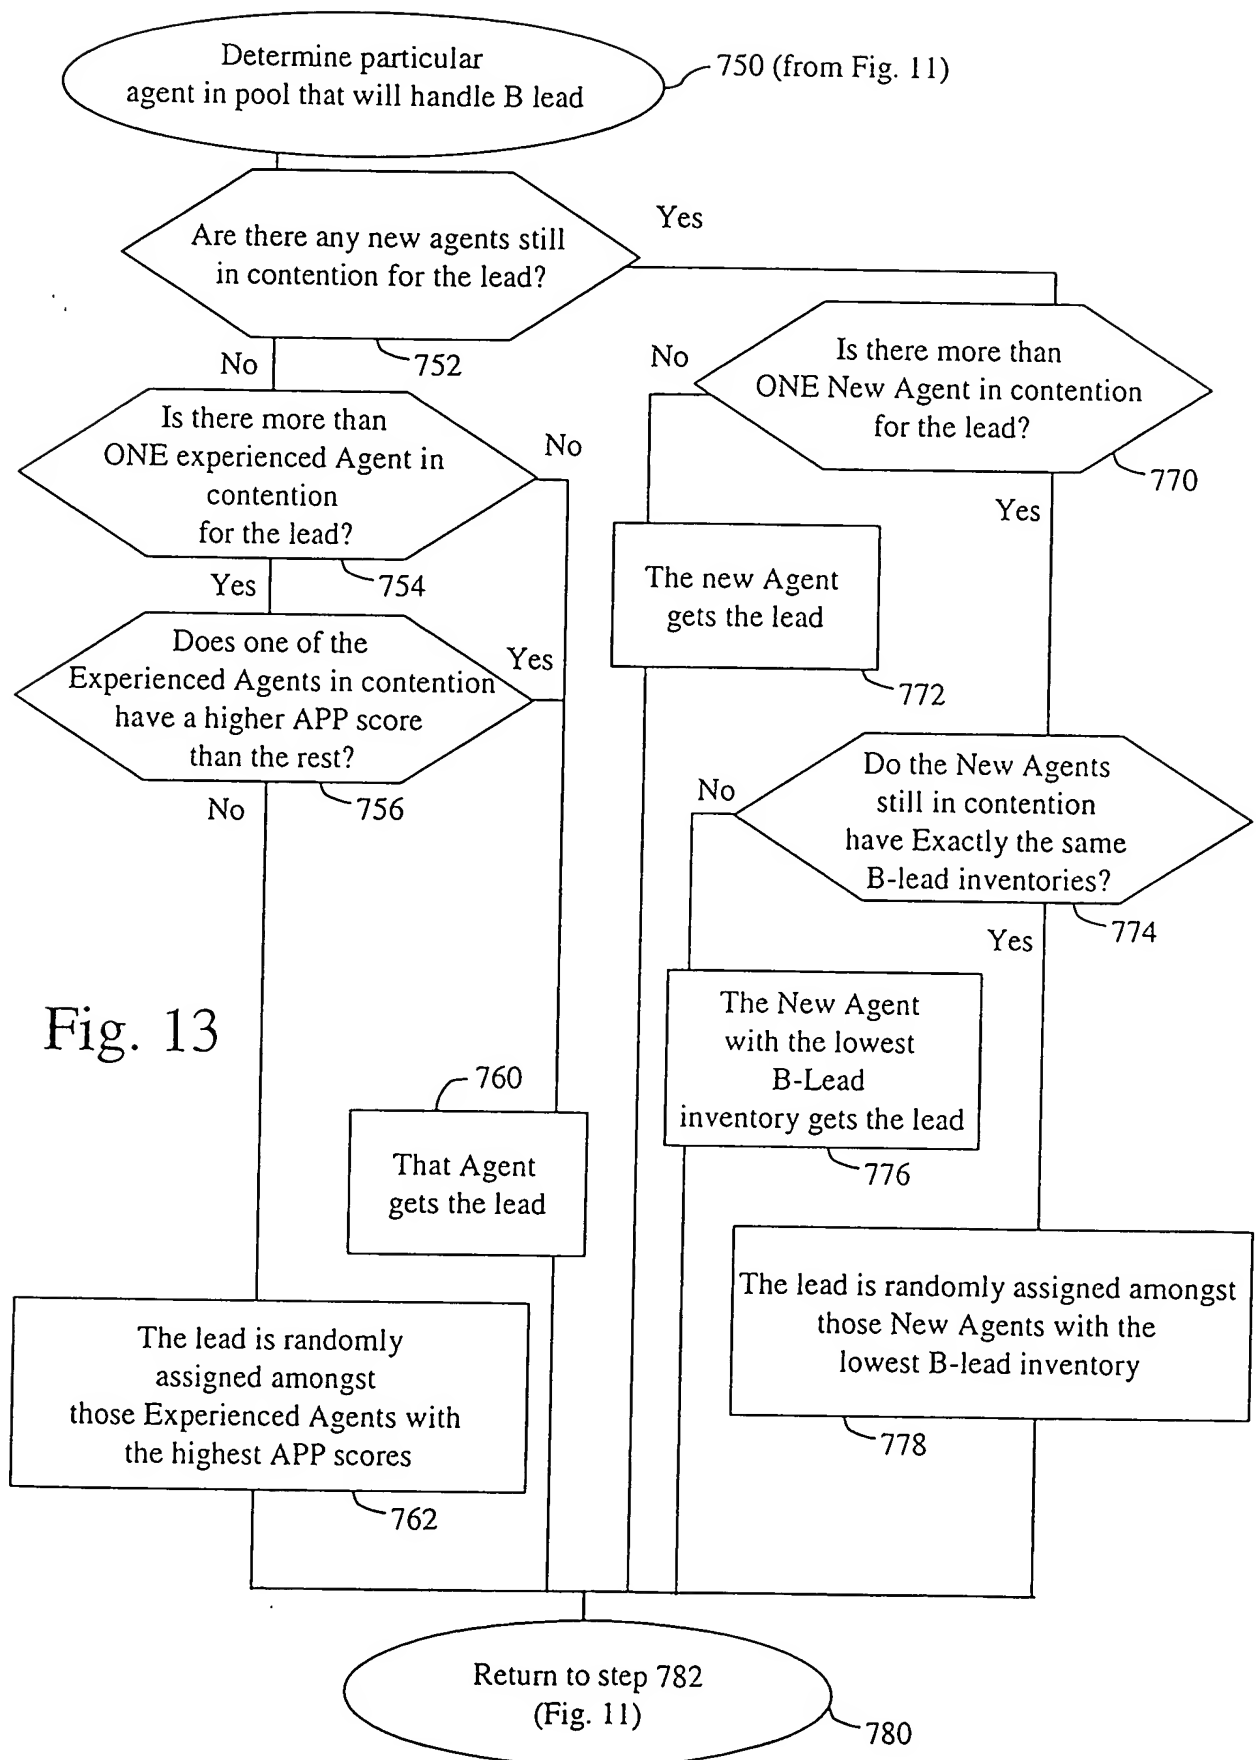 Determine particular
agent in pool that will handle B lead
750 (from Fig. 11)
Are there any new agents still
in contention for the lead?
Yes
752
No
Is there more than
ONE experienced Agent in
contention
for the lead?
No
754
Yes
Does one of the
Experienced Agents in contention
have a higher APP score
than the rest?
Yes
756
No
760
That Agent
gets the lead
The lead is randomly
assigned amongst
those Experienced Agents with
the highest APP scores
762
Is there more than
ONE New Agent in contention
for the lead?
No
770
Yes
The new Agent
gets the lead
772
Do the New Agents
still in contention
have Exactly the same
B-lead inventories?
No
774
Yes
The New Agent
with the lowest
B-Lead
inventory gets the lead
776
The lead is randomly assigned amongst
those New Agents with the
lowest B-lead inventory
778
Fig. 13
Return to step 782
(Fig. 11)
780